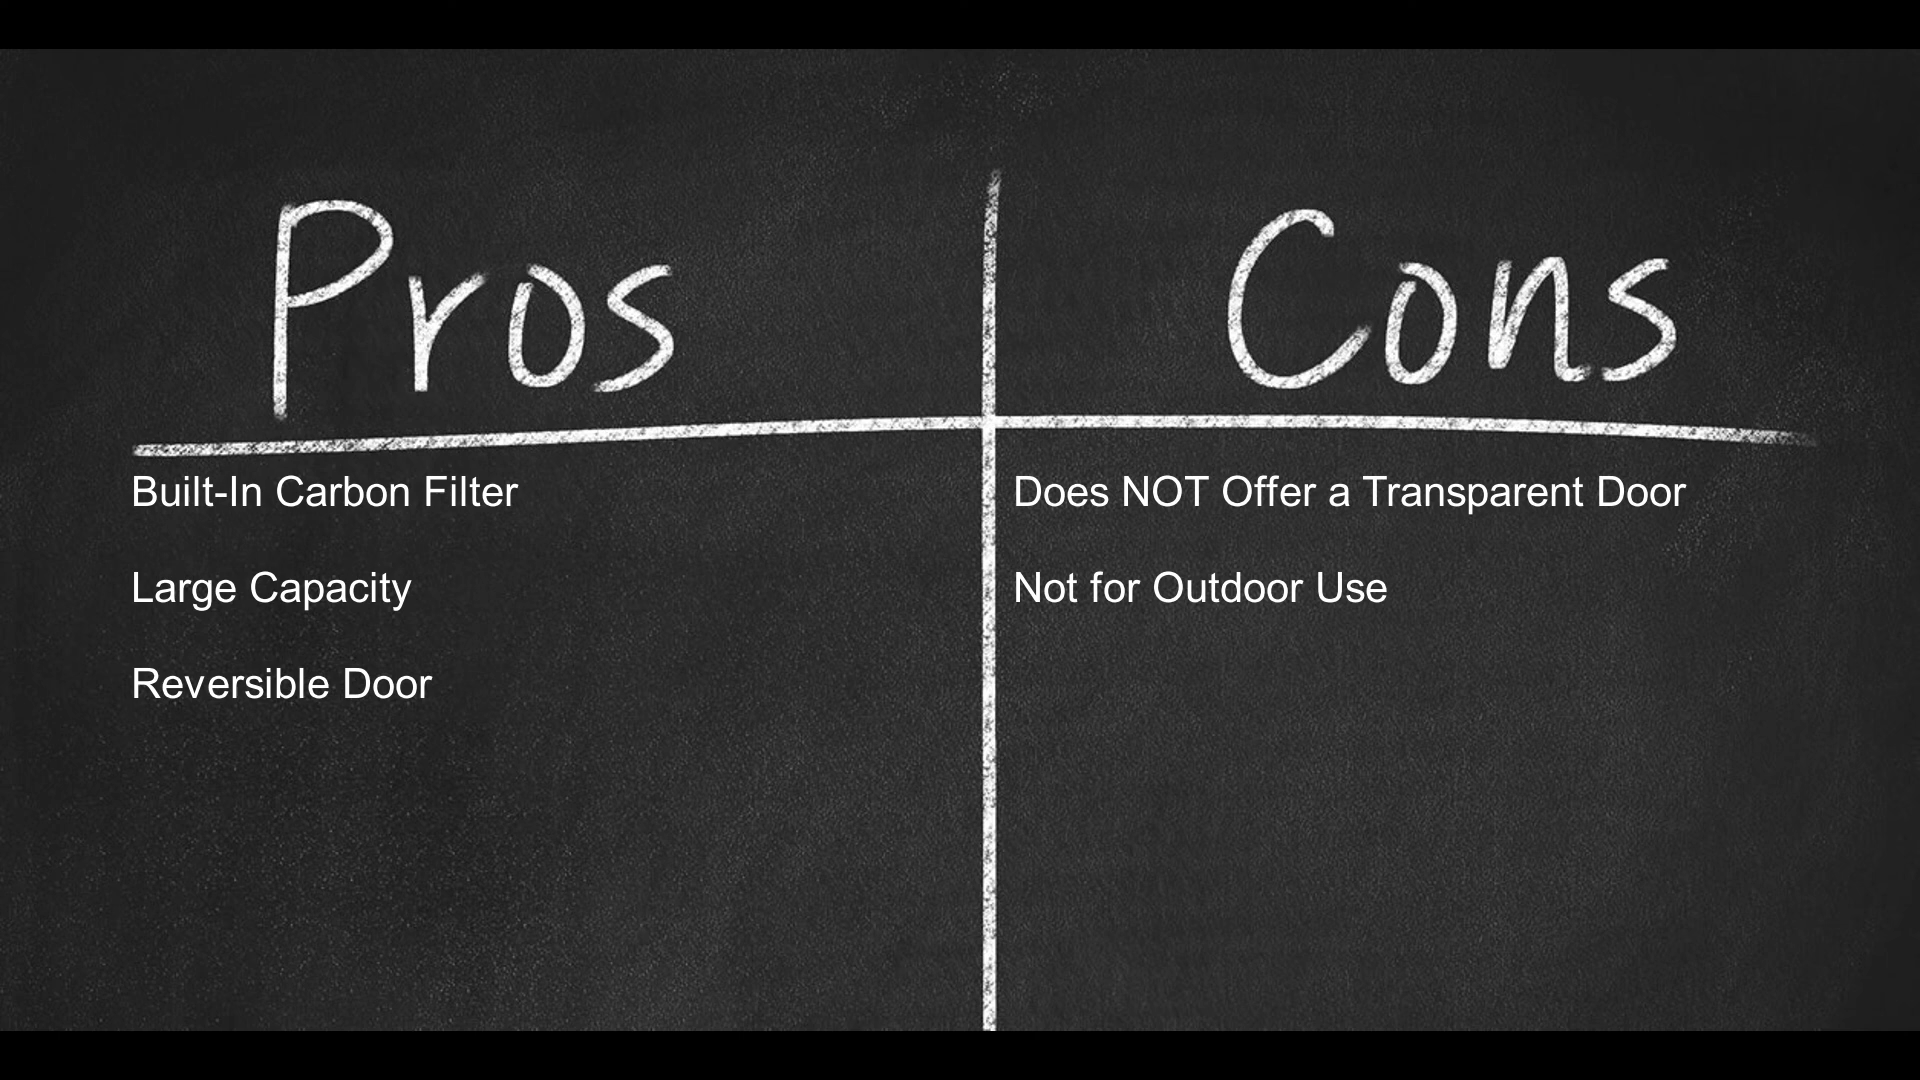 Pros
Cons
Built-In Carbon Filter
Large Capacity
Reversible Door
Does NOT Offer a Transparent Door
Not for Outdoor Use